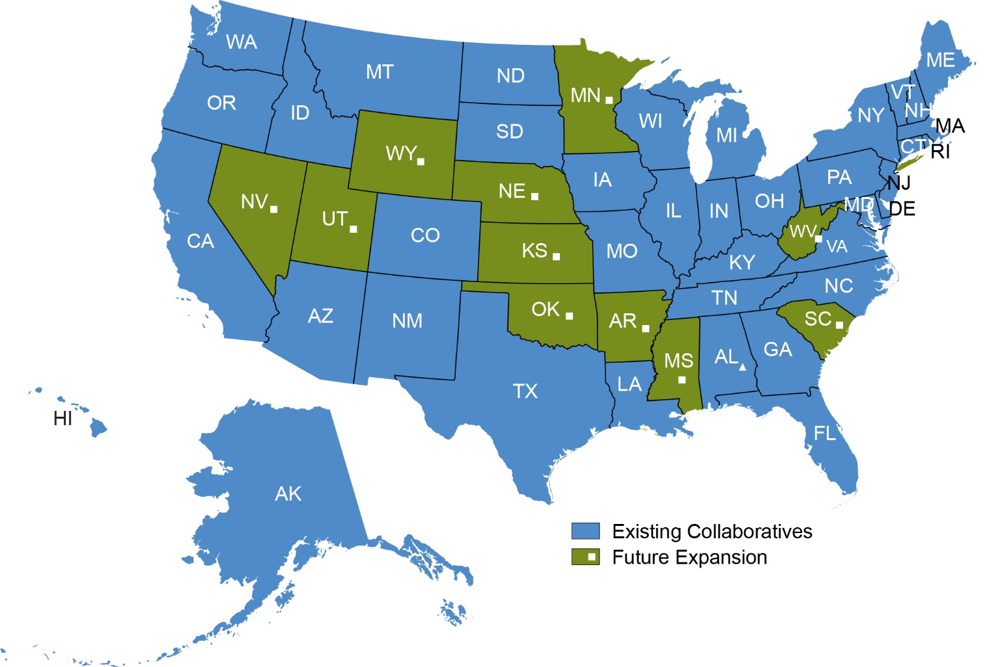 WA
MT
ND
MN
ME
OR
ID
SD
WI
MI
NY
VT
NH
MA
CT
RI
WY
NE
IA
PA
NJ
NV
UT
CO
IL
IN
OH
MD
DE
CA
KS
MO
WV
VA
KY
AZ
NM
OK
AR
TN
NC
SC
MS
AL
GA
TX
LA
HI
FL
AK
Existing Collaboratives
Future Expansion